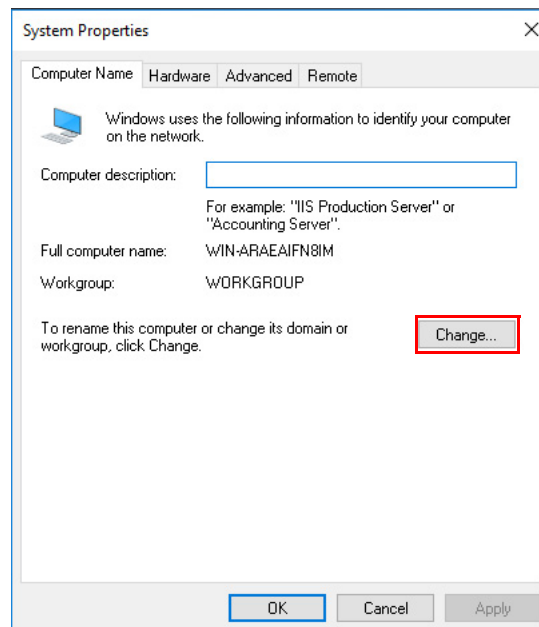 System Properties
Computer Name Hardware Advanced Remote
Windows uses the following information to identify your computer
on the network.
Computer description:
For example: "IIS Production Server" or
"Accounting Server".
Full computer name: WIN-ARAEAIFN8IM
Workgroup: WORKGROUP
To rename this computer or change its domain or
workgroup, click Change.
Change...
OK Cancel Apply